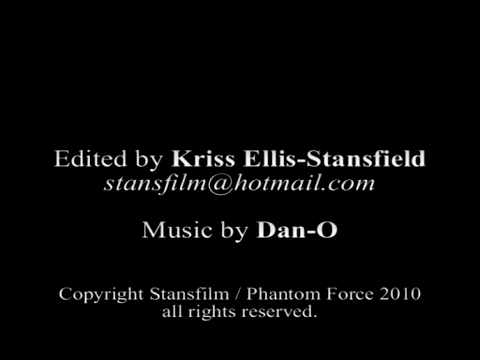 Edited by Kriss Ellis-Stansfield
stansfilm@hotmail.com
Music by Dan-O
Copyright Stansfilm / Phantom Force 2010
all rights reserved.